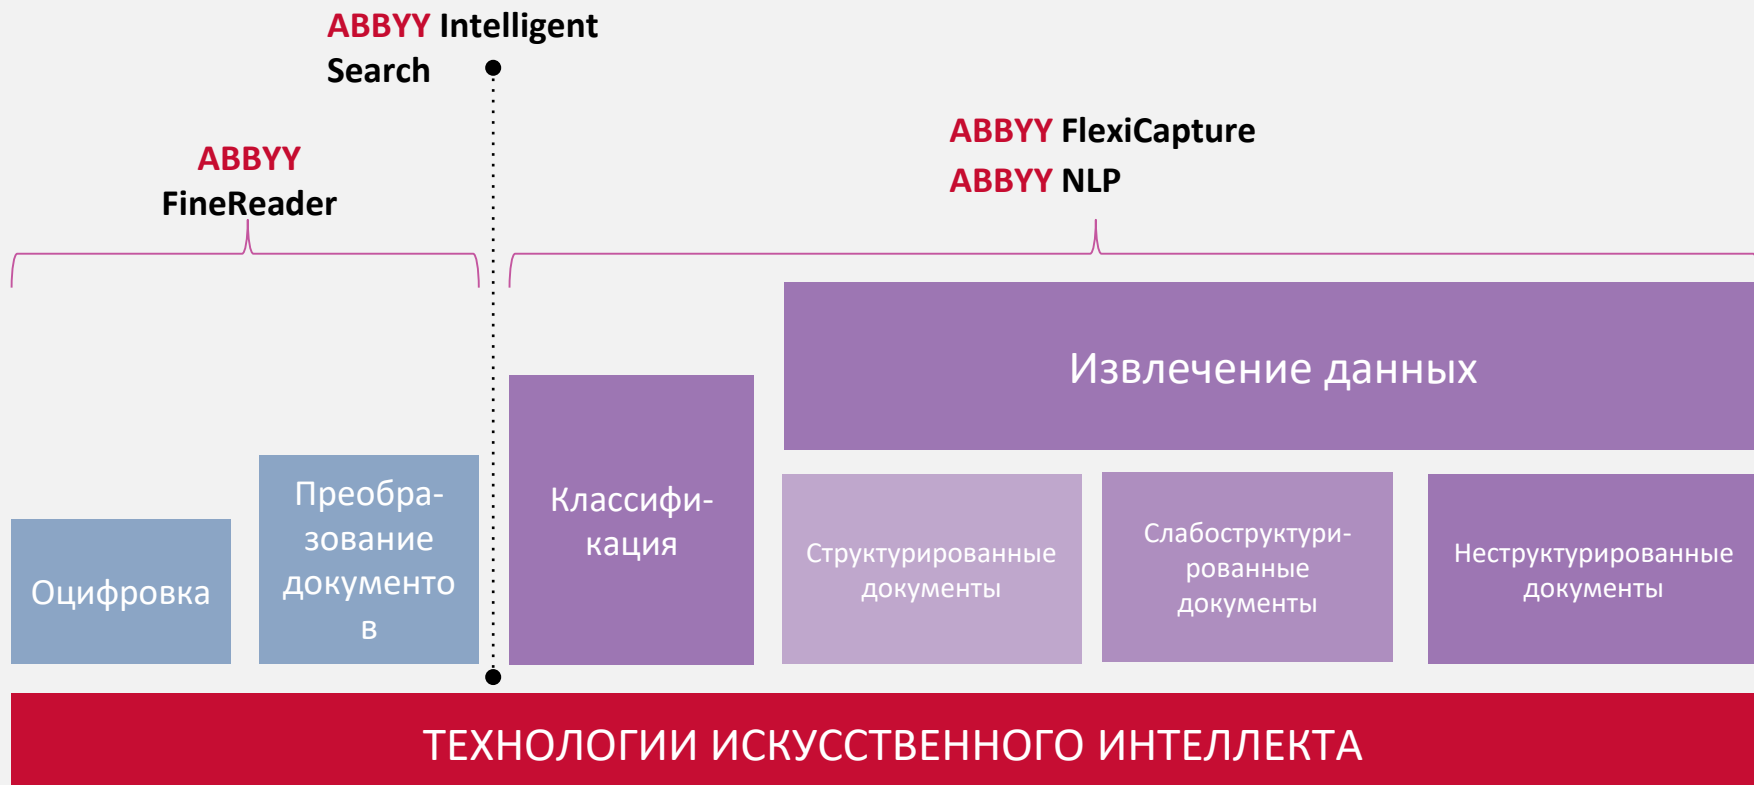 ABBYY Intelligent
Search
ABBYY
FineReader
ABBYY FlexiCapture
ABBYY NLP
Извлечение данных
Оцифровка
Преобра-
зование
документо
в
Классифи-
кация
Структурированные
документы
Слабоструктури-
рованные
документы
Неструктурированные
документы
ТЕХНОЛОГИИ ИСКУССТВЕННОГО ИНТЕЛЛЕКТА